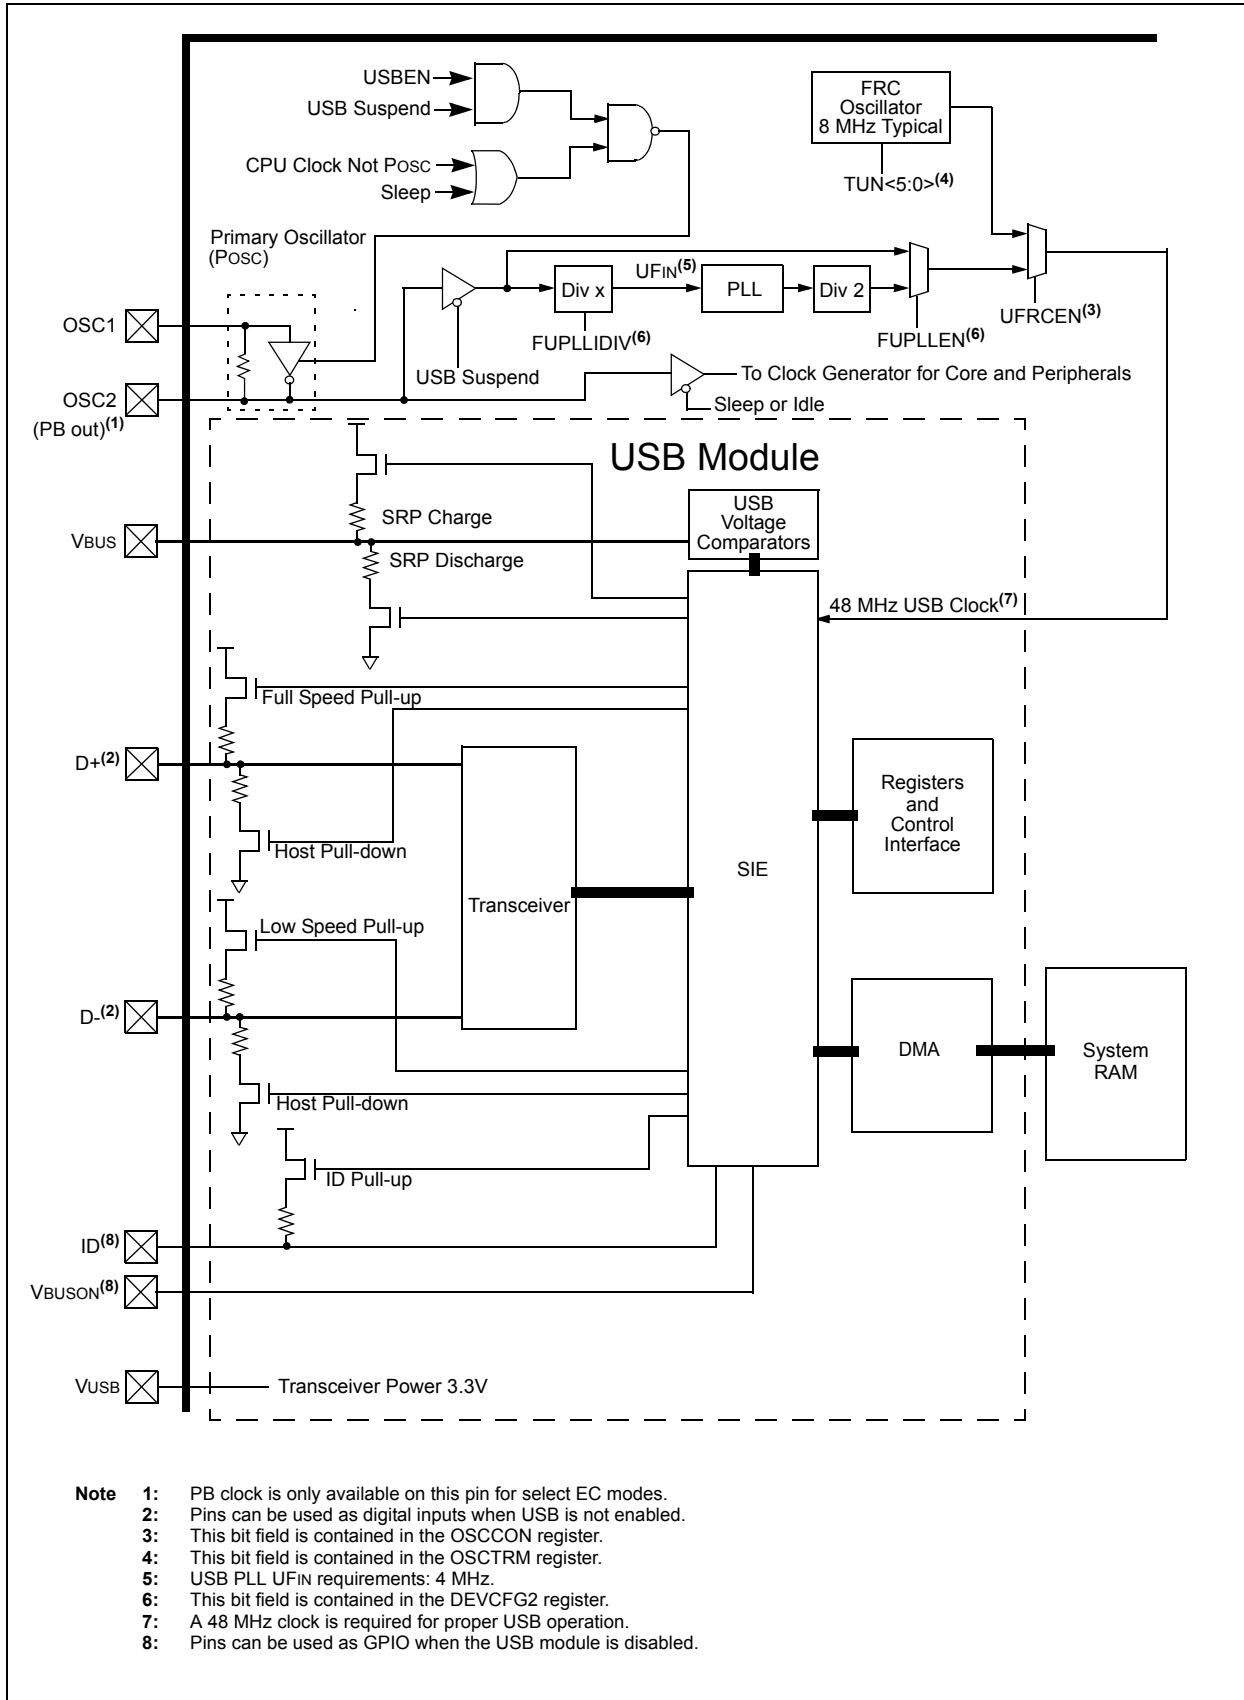 USBEN
USB Suspend
CPU Clock Not POSC
Sleep
FRC
Oscillator
8 MHz Typical
TUN<5:0>(4)
Primary Oscillator
(POSC)
UFIN(5)
Div x
PLL
Div 2
UFRCEN(3)
FUPLLIDIV(6)
FUPLLEN(6)
USB Suspend
OSC1
OSC2
(PB out)(1)
To Clock Generator for Core and Peripherals
Sleep or Idle
USB Module
USB
Voltage
Comparators
SRP Charge
VBUS
SRP Discharge
48 MHz USB Clock(7)
Full Speed Pull-up
D+(2)
Registers
and
Control
Interface
Host Pull-down
SIE
Transceiver
Low Speed Pull-up
D-(2)
DMA
System
RAM
Host Pull-down
ID Pull-up
ID(8)
VBUSON(8)
VUSB
Transceiver Power 3.3V
Note 1: PB clock is only available on this pin for select EC modes.
2: Pins can be used as digital inputs when USB is not enabled.
3: This bit field is contained in the OSCCON register.
4: This bit field is contained in the OSCTRM register.
5: USB PLL UFIN requirements: 4 MHz.
6: This bit field is contained in the DEVCFG2 register.
7: A 48 MHz clock is required for proper USB operation.
8: Pins can be used as GPIO when the USB module is disabled.